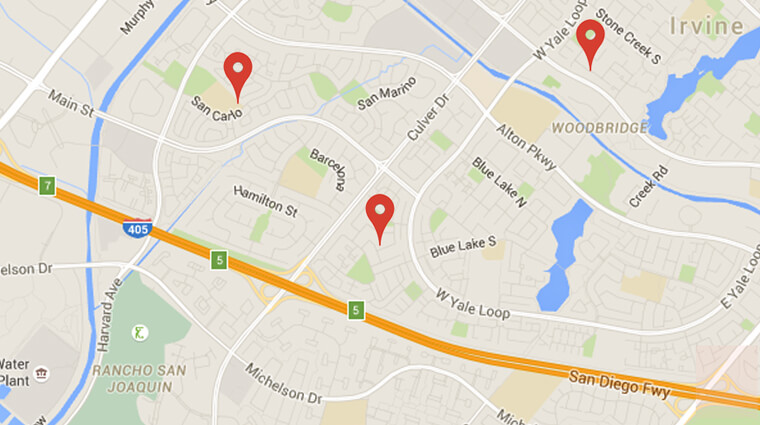 Murphy
Stone Creek S
W Yale Loop
Irvine
Main St
San Carlo
San Marino
Culver Dr
Alton Pkwy
WOODBRIDGE
Barcelona
Blue Lake N
Creek Rd
7
Hamilton St
405
5
Blue Lake S
elson Dr
Harvard Ave
5
W Yale Loop
E Yale Loop
Water
Plant
RANCHO SAN
JOAQUIN
Michelson Dr
San Diego Fwy
Mich